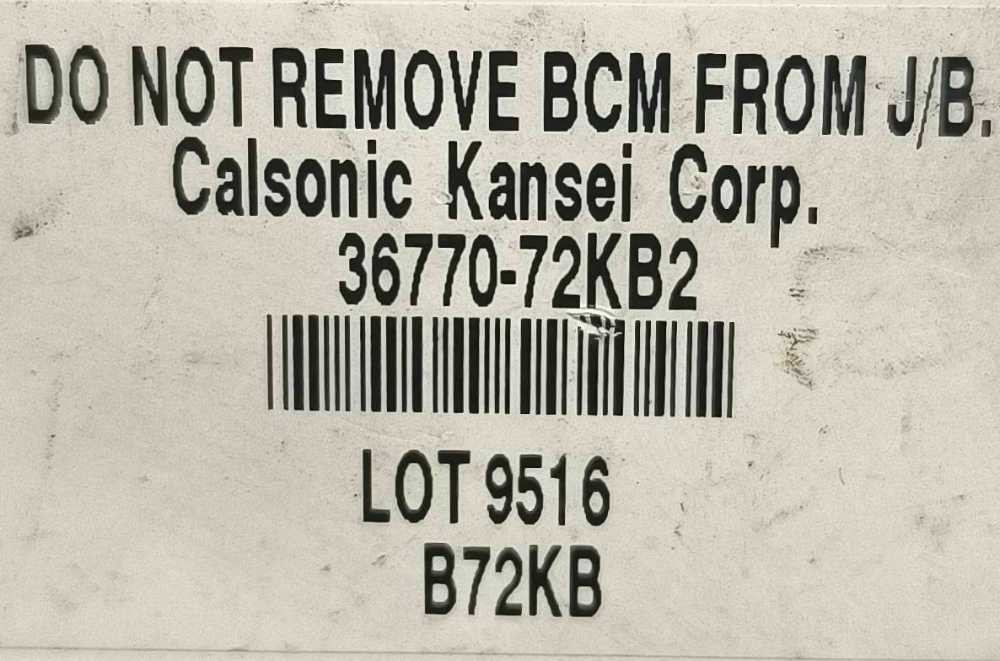 DO NOT REMOVE BCM FROM J/B.
Calsonic Kansei Corp.
36770-72KB2
LOT 9516
B72KB